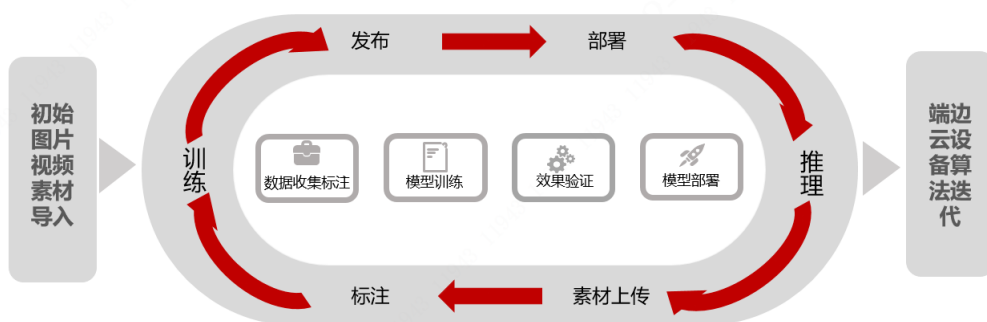 发布
部署
初始
图片
视频
素材
导入
端边
云设
备算
法迭
代
训练
推理
数据收集标注
模型训练
效果验证
模型部署
标注
素材上传